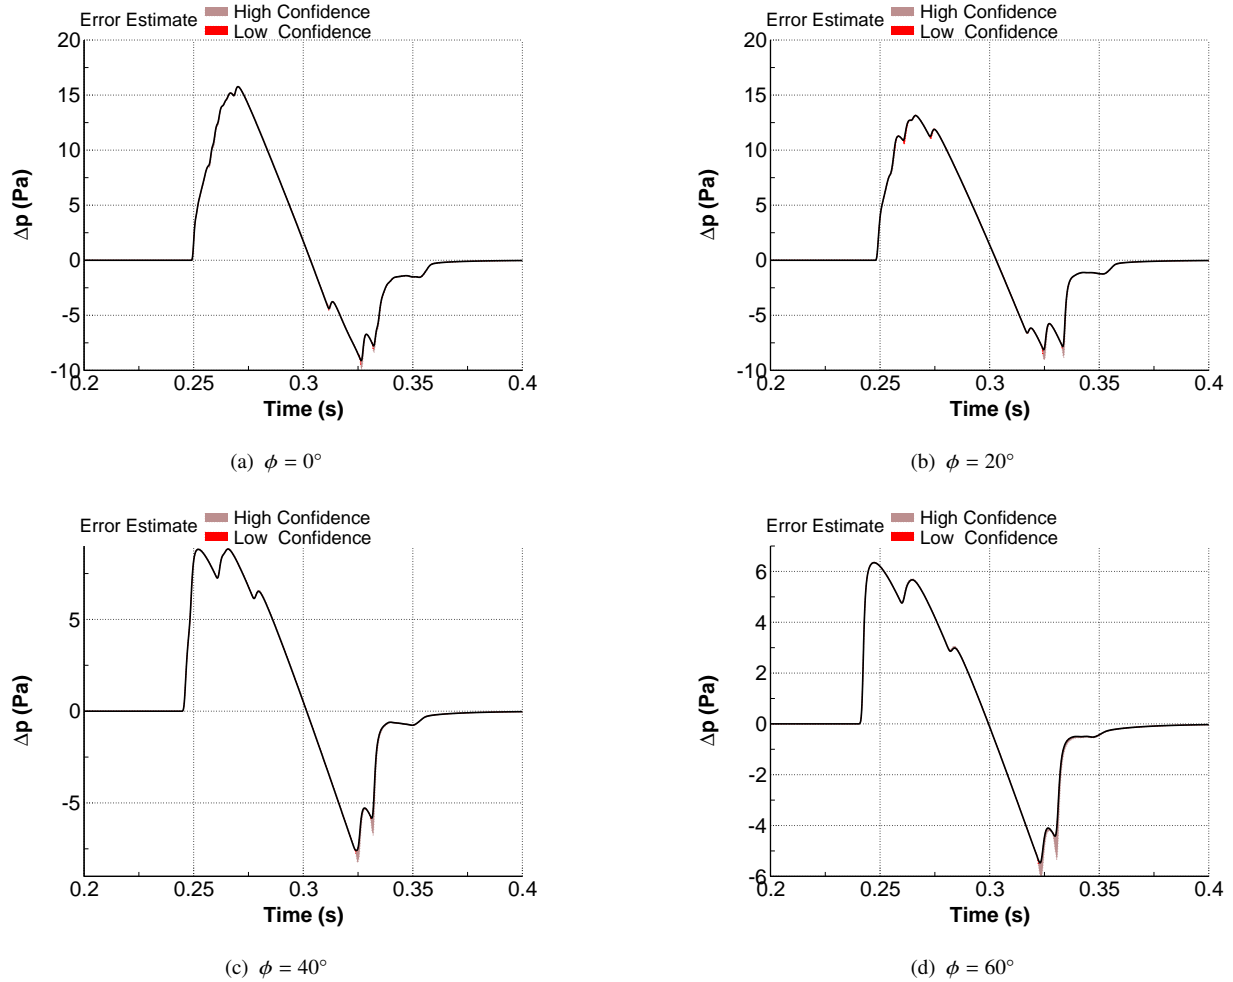 Error Estimate High Confidence
Low Confidence
20
15
10
5
0
-5
-10
0.2 0.25 0.3 0.35 0.4
Δp (Pa)
Time (s)
(a) ϕ = 0°
Error Estimate High Confidence
Low Confidence
20
15
10
5
0
-5
-10
0.2 0.25 0.3 0.35 0.4
Δp (Pa)
Time (s)
(b) ϕ = 20°
Error Estimate High Confidence
Low Confidence
5
0
-5
0.2 0.25 0.3 0.35 0.4
Δp (Pa)
Time (s)
(c) ϕ = 40°
Error Estimate High Confidence
Low Confidence
6
4
2
0
-2
-4
-6
0.2 0.25 0.3 0.35 0.4
Δp (Pa)
Time (s)
(d) ϕ = 60°